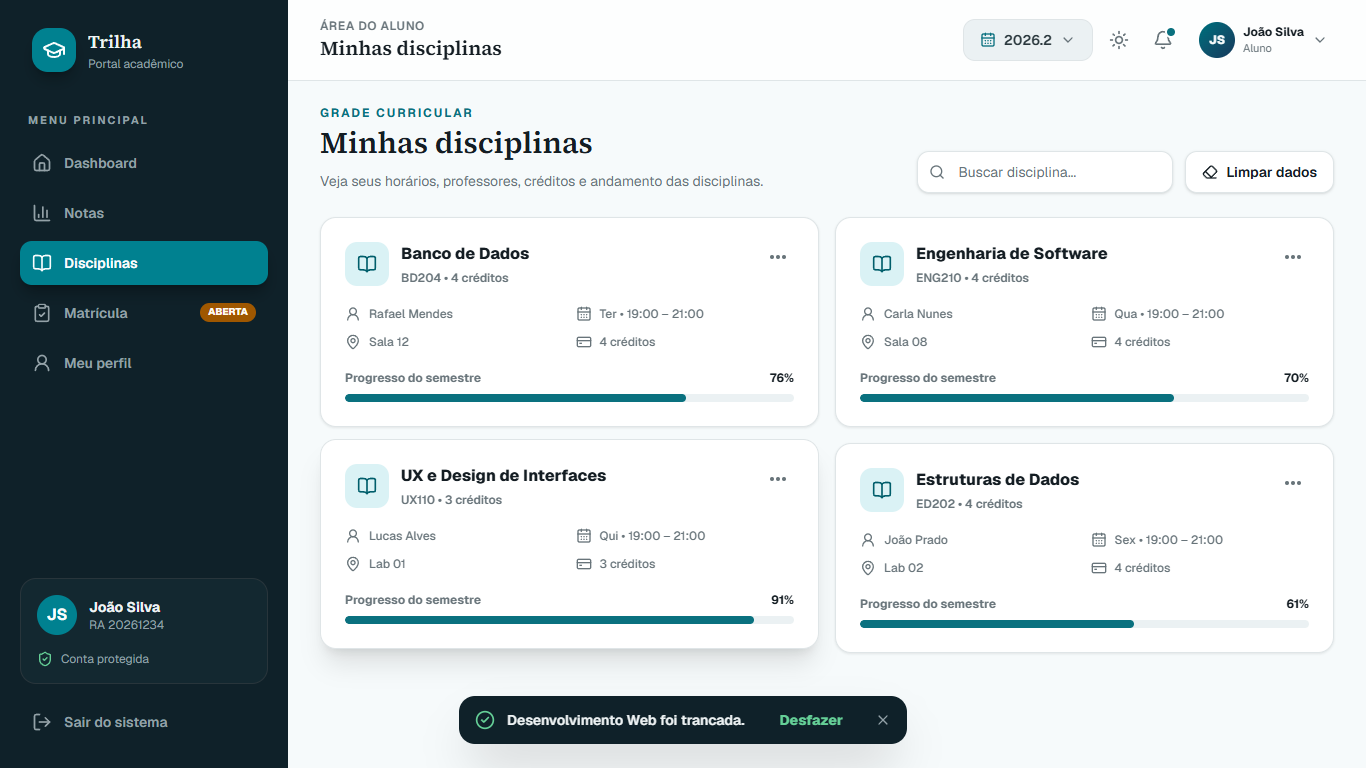 Trilha
Portal acadêmico
MENU PRINCIPAL
Dashboard
Notas
Disciplinas
Matrícula
ABERTA
Meu perfil
JS
João Silva
RA 20261234
Conta protegida
Sair do sistema
ÁREA DO ALUNO
Minhas disciplinas
2026.2
JS
João Silva
Aluno
GRADE CURRICULAR
Minhas disciplinas
Veja seus horários, professores, créditos e andamento das disciplinas.
Buscar disciplina...
Limpar dados
Banco de Dados
BD204 • 4 créditos
Rafael Mendes
Ter • 19:00 – 21:00
Sala 12
4 créditos
Progresso do semestre
76%
Engenharia de Software
ENG210 • 4 créditos
Carla Nunes
Qua • 19:00 – 21:00
Sala 08
4 créditos
Progresso do semestre
70%
UX e Design de Interfaces
UX110 • 3 créditos
Lucas Alves
Qui • 19:00 – 21:00
Lab 01
3 créditos
Progresso do semestre
91%
Estruturas de Dados
ED202 • 4 créditos
João Prado
Sex • 19:00 – 21:00
Lab 02
4 créditos
Progresso do semestre
61%
Desenvolvimento Web foi trancada.
Desfazer